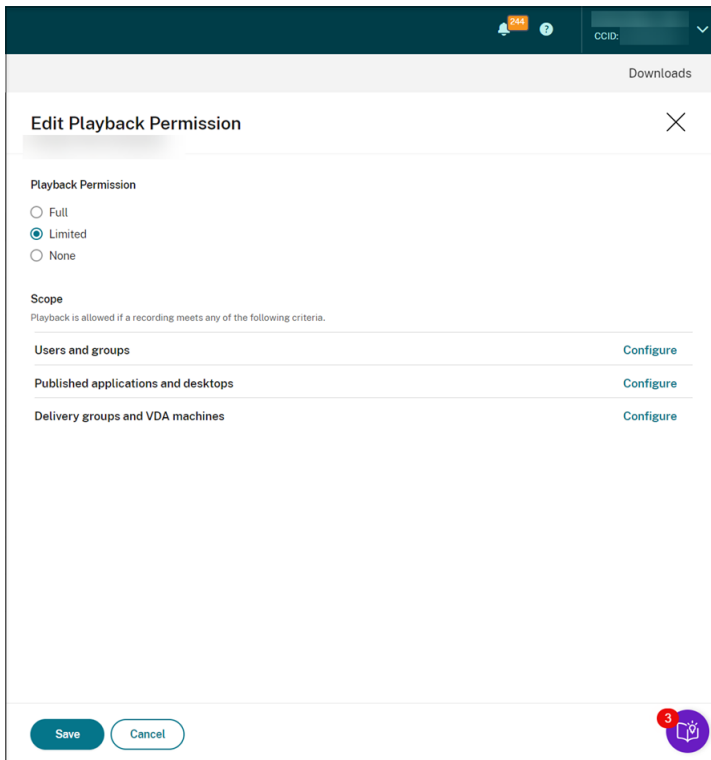 244
?
CCID:
Downloads
Edit Playback Permission
Playback Permission
Full
Limited
None
Scope
Playback is allowed if a recording meets any of the following criteria.
Users and groups Configure
Published applications and desktops Configure
Delivery groups and VDA machines Configure
Save Cancel
3